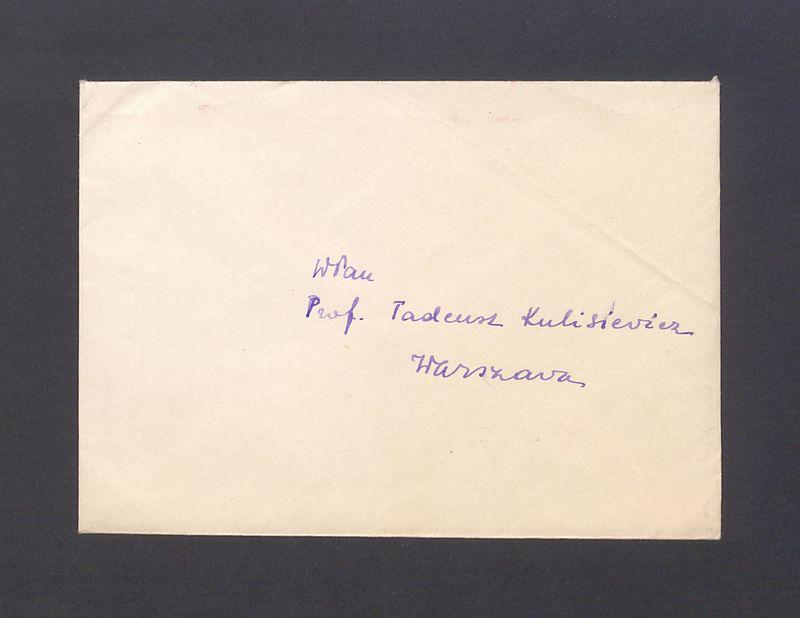 WPan
Prof. Tadeusz Kulisiewicz
Warszawa